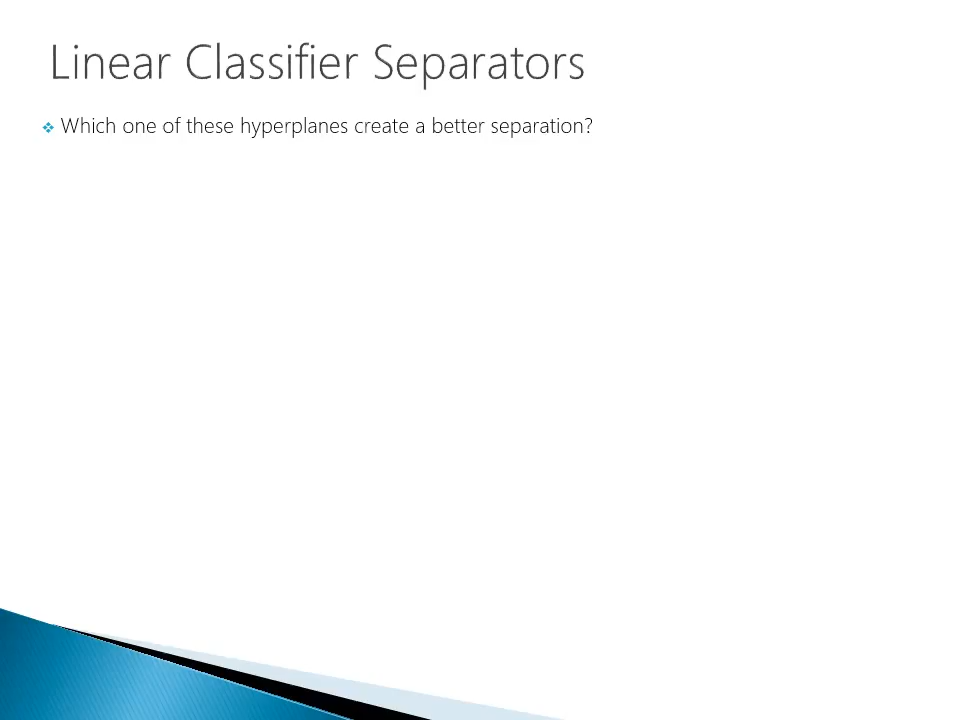 Linear Classifier Separators
Which one of these hyperplanes create a better separation?